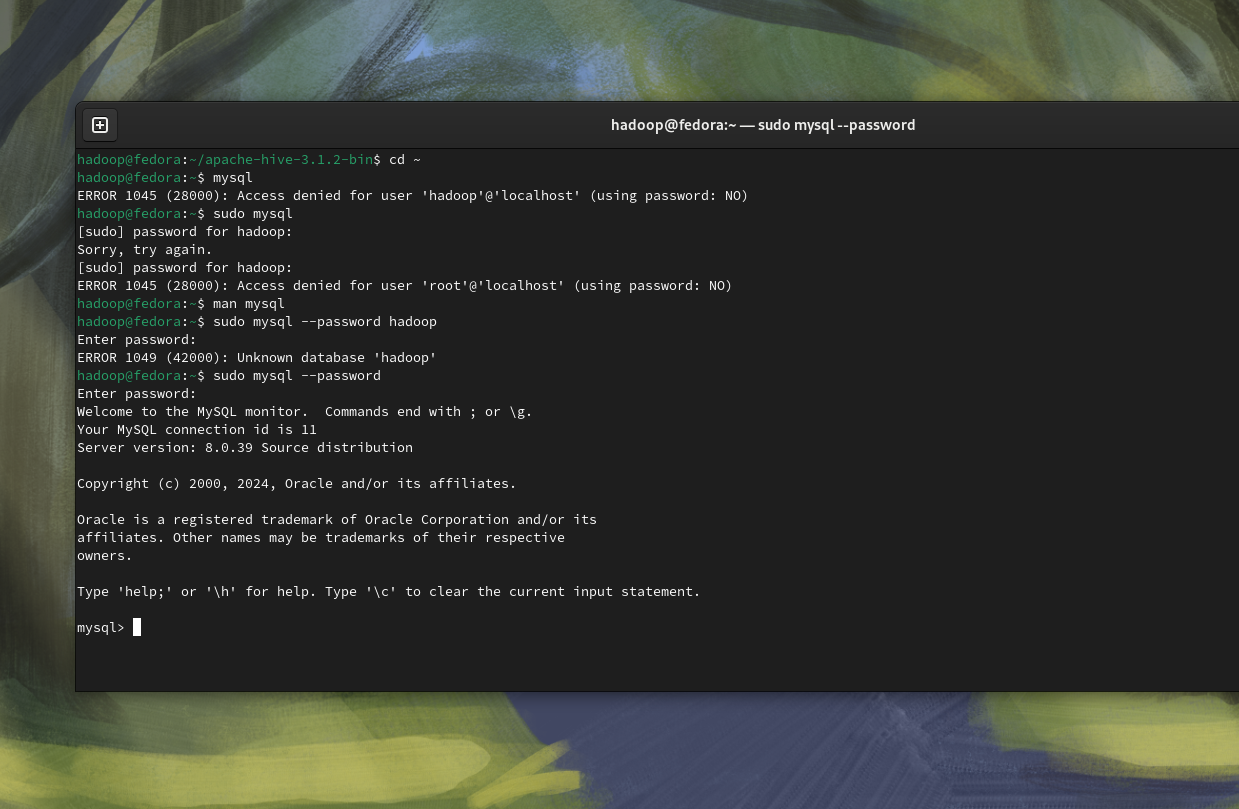 hadoop@fedora:~ — sudo mysql --password
hadoop@fedora:~/apache-hive-3.1.2-bin$ cd ~
hadoop@fedora:~$ mysql
ERROR 1045 (28000): Access denied for user 'hadoop'@'localhost' (using password: NO)
hadoop@fedora:~$ sudo mysql
[sudo] password for hadoop:
Sorry, try again.
[sudo] password for hadoop:
ERROR 1045 (28000): Access denied for user 'root'@'localhost' (using password: NO)
hadoop@fedora:~$ man mysql
hadoop@fedora:~$ sudo mysql --password hadoop
Enter password:
ERROR 1049 (42000): Unknown database 'hadoop'
hadoop@fedora:~$ sudo mysql --password
Enter password:
Welcome to the MySQL monitor.  Commands end with ; or \g.
Your MySQL connection id is 11
Server version: 8.0.39 Source distribution

Copyright (c) 2000, 2024, Oracle and/or its affiliates.

Oracle is a registered trademark of Oracle Corporation and/or its
affiliates. Other names may be trademarks of their respective
owners.

Type 'help;' or '\h' for help. Type '\c' to clear the current input statement.

mysql>